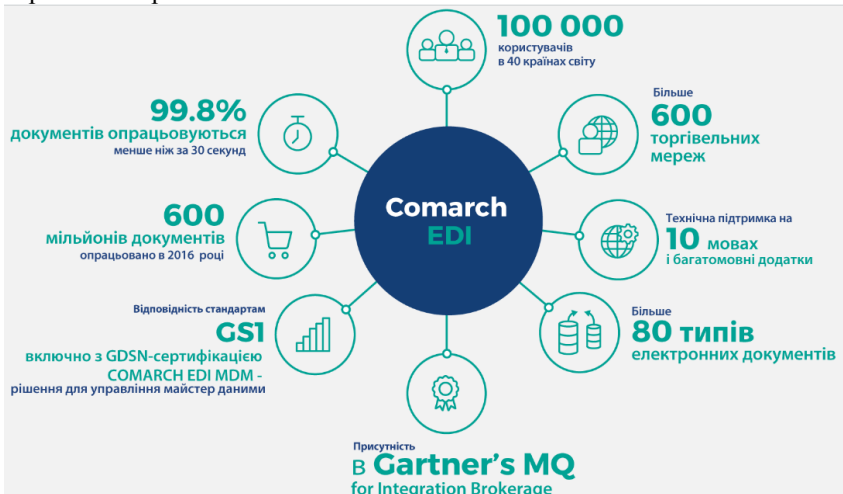 100 000
користувачів
в 40 країнах світу
Більше
600
торгівельних
мереж
Технічна підтримка на
10 мовах
і багатомовні додатки
Більше
80 типів
електронних документів
Присутність
в Gartner's MQ
for Integration Brokerage
Відповідність стандартам
GS1
включно з GDSN-сертифікацією
COMARCH EDI MDM -
рішення для управління майстер даними
600
мільйонів документів
опрацьовано в 2016 році
99.8%
документів опрацьовуються
менше ніж за 30 секунд
Comarch
EDI